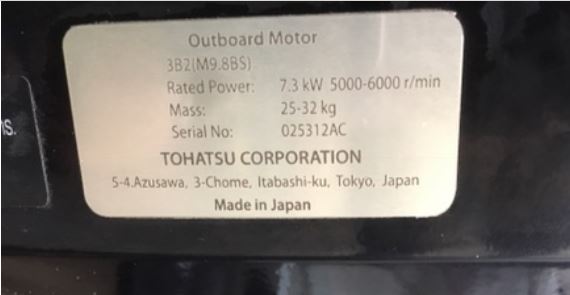 Outboard Motor
3B2(M9.8BS)
Rated Power: 7.3 kW 5000-6000 r/min
Mass: 25-32 kg
Serial No: 025312AC
TOHATSU CORPORATION
5-4.Azusawa, 3-Chome, Itabashi-ku, Tokyo, Japan
Made in Japan